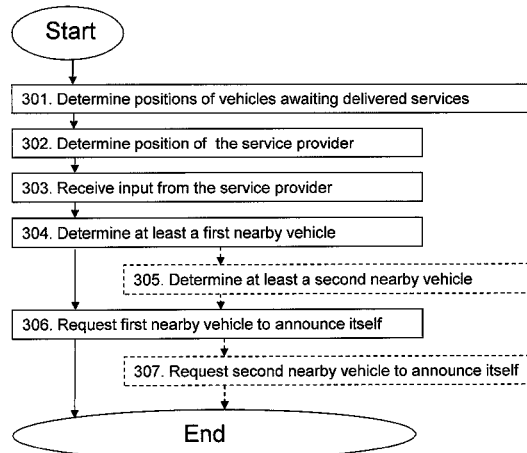 Start
301. Determine positions of vehicles awaiting delivered services
302. Determine position of the service provider
303. Receive input from the service provider
304. Determine at least a first nearby vehicle
305. Determine at least a second nearby vehicle
306. Request first nearby vehicle to announce itself
307. Request second nearby vehicle to announce itself
End